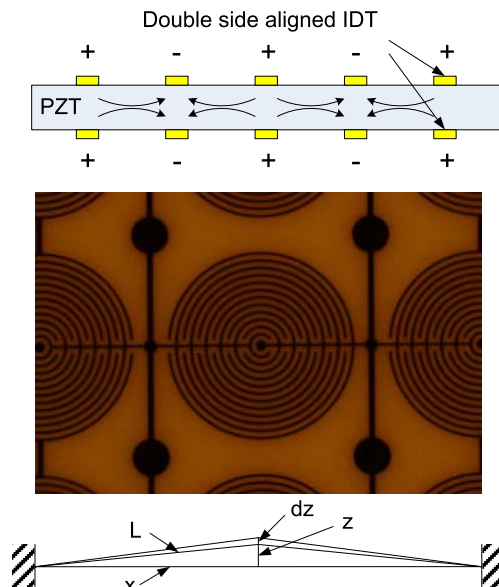 Double side aligned IDT
+ - + - +
PZT
+ - + - +
dz
L
z
x